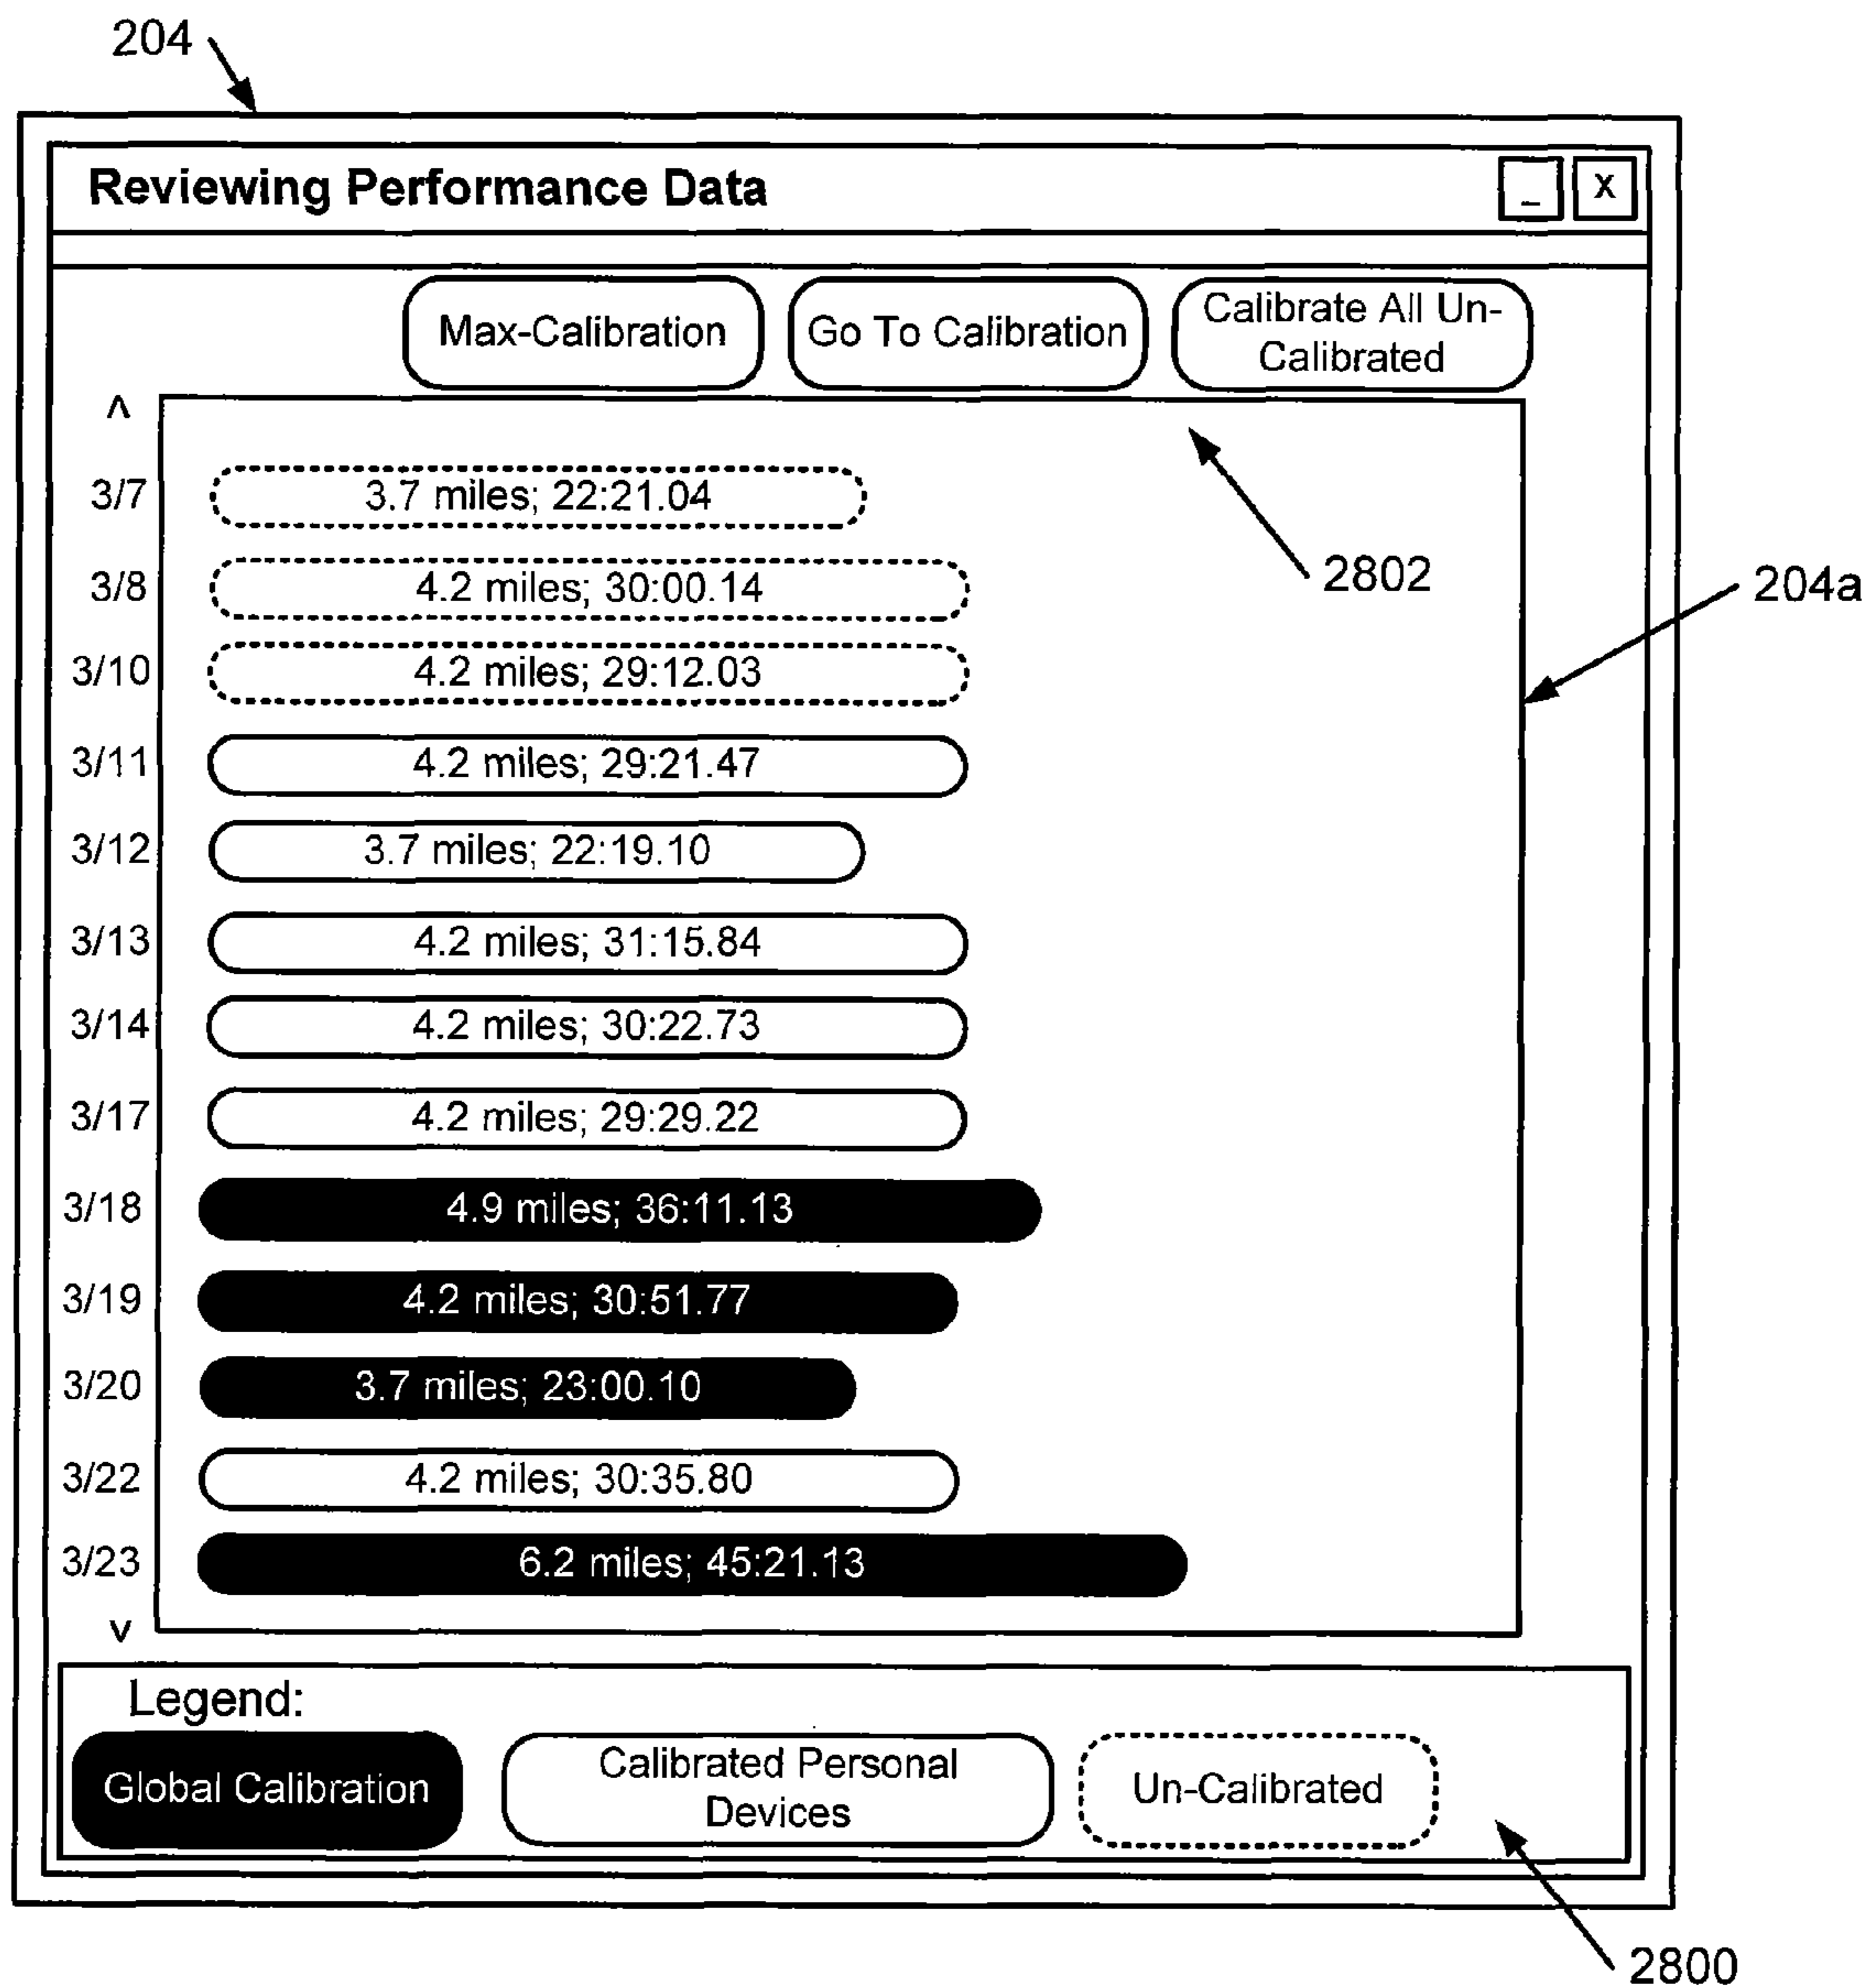 204
Reviewing Performance Data
_ X
Max-Calibration
Go To Calibration
Calibrate All Un-
Calibrated
^
3/7 3.7 miles; 22:21.04
2802
3/8 4.2 miles; 30:00.14
204a
3/10 4.2 miles; 29:12.03
3/11 4.2 miles; 29:21.47
3/12 3.7 miles; 22:19.10
3/13 4.2 miles; 31:15.84
3/14 4.2 miles; 30:22.73
3/17 4.2 miles; 29:29.22
3/18 4.9 miles; 36:11.13
3/19 4.2 miles; 30:51.77
3/20 3.7 miles; 23:00.10
3/22 4.2 miles; 30:35.80
3/23 6.2 miles; 45:21.13
v
Legend:
Global Calibration
Calibrated Personal
Devices
Un-Calibrated
2800